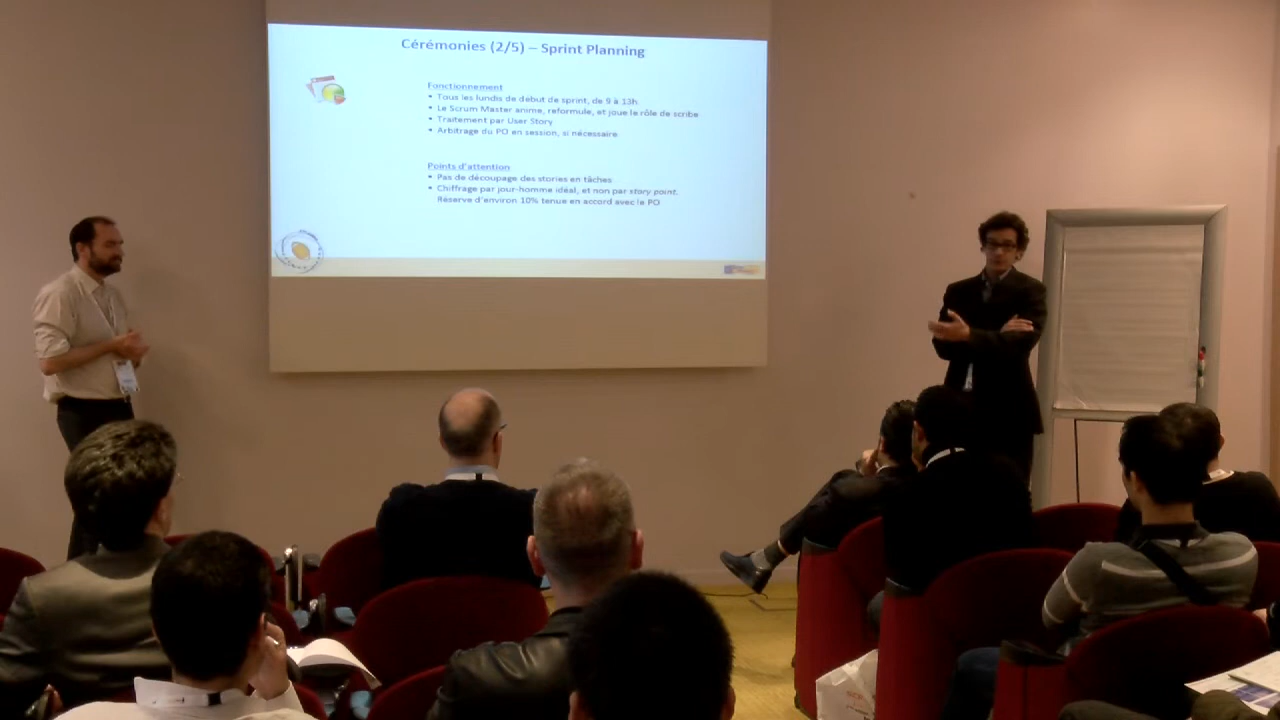 Cérémonies (2/5) – Sprint Planning
Fonctionnement
• Tous les lundis de début de sprint, de 9 à 13h.
• Le Scrum Master anime, reformule, et joue le rôle de scribe
• Traitement par User Story
• Arbitrage du PO en session, si nécessaire.
Points d'attention
• Pas de découpage des stories en tâches
• Chiffrage par jour-homme idéal, et non par story point.
Réserve d'environ 10% tenue en accord avec le PO